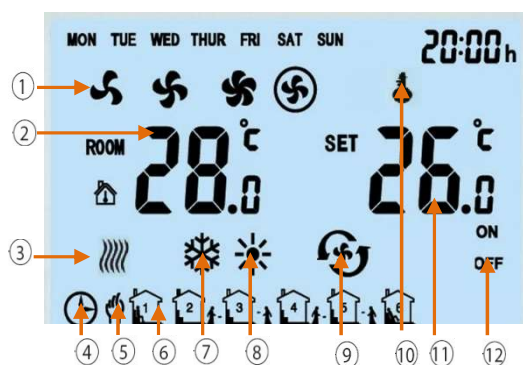 MON TUE WED THUR FRI SAT SUN 20:00 h
①
② ROOM 28.0 °C SET 26.0 °C
ON
③ OFF
1 2 3 4 5 6
④ ⑤ ⑥ ⑦ ⑧ ⑨ ⑩ ⑪ ⑫